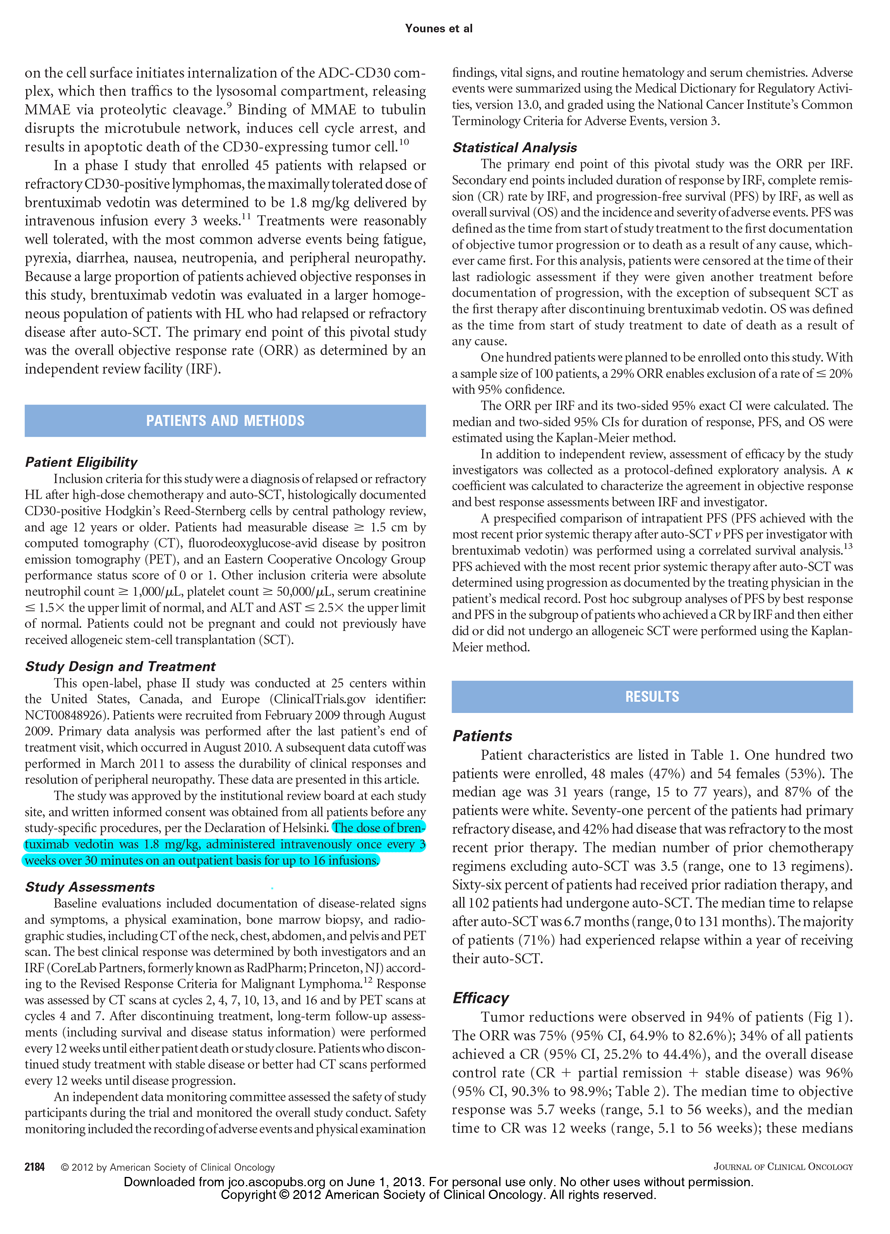 Younes et al
on the cell surface initiates internalization of the ADC-CD30 com-
plex, which then traffics to the lysosomal compartment, releasing
MMAE via proteolytic cleavage.9 Binding of MMAE to tubulin
disrupts the microtubule network, induces cell cycle arrest, and
results in apoptotic death of the CD30-expressing tumor cell.10
In a phase I study that enrolled 45 patients with relapsed or
refractory CD30-positive lymphomas, the maximally tolerated dose of
brentuximab vedotin was determined to be 1.8 mg/kg delivered by
intravenous infusion every 3 weeks.11 Treatments were reasonably
well tolerated, with the most common adverse events being fatigue,
pyrexia, diarrhea, nausea, neutropenia, and peripheral neuropathy.
Because a large proportion of patients achieved objective responses in
this study, brentuximab vedotin was evaluated in a larger homoge-
neous population of patients with HL who had relapsed or refractory
disease after auto-SCT. The primary end point of this pivotal study
was the overall objective response rate (ORR) as determined by an
independent review facility (IRF).
PATIENTS AND METHODS
Patient Eligibility
Inclusion criteria for this study were a diagnosis of relapsed or refractory
HL after high-dose chemotherapy and auto-SCT, histologically documented
CD30-positive Hodgkin's Reed-Sternberg cells by central pathology review,
and age 12 years or older. Patients had measurable disease ≥ 1.5 cm by
computed tomography (CT), fluorodeoxyglucose-avid disease by positron
emission tomography (PET), and an Eastern Cooperative Oncology Group
performance status score of 0 or 1. Other inclusion criteria were absolute
neutrophil count ≥ 1,000/μL, platelet count ≥ 50,000/μL, serum creatinine
≤ 1.5× the upper limit of normal, and ALT and AST ≤ 2.5× the upper limit
of normal. Patients could not be pregnant and could not previously have
received allogeneic stem-cell transplantation (SCT).
Study Design and Treatment
This open-label, phase II study was conducted at 25 centers within
the United States, Canada, and Europe (ClinicalTrials.gov identifier:
NCT00848926). Patients were recruited from February 2009 through August
2009. Primary data analysis was performed after the last patient's end of
treatment visit, which occurred in August 2010. A subsequent data cutoff was
performed in March 2011 to assess the durability of clinical responses and
resolution of peripheral neuropathy. These data are presented in this article.
The study was approved by the institutional review board at each study
site, and written informed consent was obtained from all patients before any
study-specific procedures, per the Declaration of Helsinki. The dose of bren-
tuximab vedotin was 1.8 mg/kg, administered intravenously once every 3
weeks over 30 minutes on an outpatient basis for up to 16 infusions.
Study Assessments
Baseline evaluations included documentation of disease-related signs
and symptoms, a physical examination, bone marrow biopsy, and radio-
graphic studies, including CT of the neck, chest, abdomen, and pelvis and PET
scan. The best clinical response was determined by both investigators and an
IRF (CoreLab Partners, formerly known as RadPharm; Princeton, NJ) accord-
ing to the Revised Response Criteria for Malignant Lymphoma.12 Response
was assessed by CT scans at cycles 2, 4, 7, 10, 13, and 16 and by PET scans at
cycles 4 and 7. After discontinuing treatment, long-term follow-up assess-
ments (including survival and disease status information) were performed
every 12 weeks until either patient death or study closure. Patients who discon-
tinued study treatment with stable disease or better had CT scans performed
every 12 weeks until disease progression.
An independent data monitoring committee assessed the safety of study
participants during the trial and monitored the overall study conduct. Safety
monitoring included the recording of adverse events and physical examination
findings, vital signs, and routine hematology and serum chemistries. Adverse
events were summarized using the Medical Dictionary for Regulatory Activi-
ties, version 13.0, and graded using the National Cancer Institute's Common
Terminology Criteria for Adverse Events, version 3.
Statistical Analysis
The primary end point of this pivotal study was the ORR per IRF.
Secondary end points included duration of response by IRF, complete remis-
sion (CR) rate by IRF, and progression-free survival (PFS) by IRF, as well as
overall survival (OS) and the incidence and severity of adverse events. PFS was
defined as the time from start of study treatment to the first documentation
of objective tumor progression or to death as a result of any cause, which-
ever came first. For this analysis, patients were censored at the time of their
last radiologic assessment if they were given another treatment before
documentation of progression, with the exception of subsequent SCT as
the first therapy after discontinuing brentuximab vedotin. OS was defined
as the time from start of study treatment to date of death as a result of
any cause.
One hundred patients were planned to be enrolled onto this study. With
a sample size of 100 patients, a 29% ORR enables exclusion of a rate of ≤ 20%
with 95% confidence.
The ORR per IRF and its two-sided 95% exact CI were calculated. The
median and two-sided 95% CIs for duration of response, PFS, and OS were
estimated using the Kaplan-Meier method.
In addition to independent review, assessment of efficacy by the study
investigators was collected as a protocol-defined exploratory analysis. A κ
coefficient was calculated to characterize the agreement in objective response
and best response assessments between IRF and investigator.
A prespecified comparison of intrapatient PFS (PFS achieved with the
most recent prior systemic therapy after auto-SCT v PFS per investigator with
brentuximab vedotin) was performed using a correlated survival analysis.13
PFS achieved with the most recent prior systemic therapy after auto-SCT was
determined using progression as documented by the treating physician in the
patient's medical record. Post hoc subgroup analyses of PFS by best response
and PFS in the subgroup of patients who achieved a CR by IRF and then either
did or did not undergo an allogeneic SCT were performed using the Kaplan-
Meier method.
RESULTS
Patients
Patient characteristics are listed in Table 1. One hundred two
patients were enrolled, 48 males (47%) and 54 females (53%). The
median age was 31 years (range, 15 to 77 years), and 87% of the
patients were white. Seventy-one percent of the patients had primary
refractory disease, and 42% had disease that was refractory to the most
recent prior therapy. The median number of prior chemotherapy
regimens excluding auto-SCT was 3.5 (range, one to 13 regimens).
Sixty-six percent of patients had received prior radiation therapy, and
all 102 patients had undergone auto-SCT. The median time to relapse
after auto-SCT was 6.7 months (range, 0 to 131 months). The majority
of patients (71%) had experienced relapse within a year of receiving
their auto-SCT.
Efficacy
Tumor reductions were observed in 94% of patients (Fig 1).
The ORR was 75% (95% CI, 64.9% to 82.6%); 34% of all patients
achieved a CR (95% CI, 25.2% to 44.4%), and the overall disease
control rate (CR + partial remission + stable disease) was 96%
(95% CI, 90.3% to 98.9%; Table 2). The median time to objective
response was 5.7 weeks (range, 5.1 to 56 weeks), and the median
time to CR was 12 weeks (range, 5.1 to 56 weeks); these medians
2184 © 2012 by American Society of Clinical Oncology
JOURNAL OF CLINICAL ONCOLOGY
Downloaded from jco.ascopubs.org on June 1, 2013. For personal use only. No other uses without permission.
Copyright © 2012 American Society of Clinical Oncology. All rights reserved.